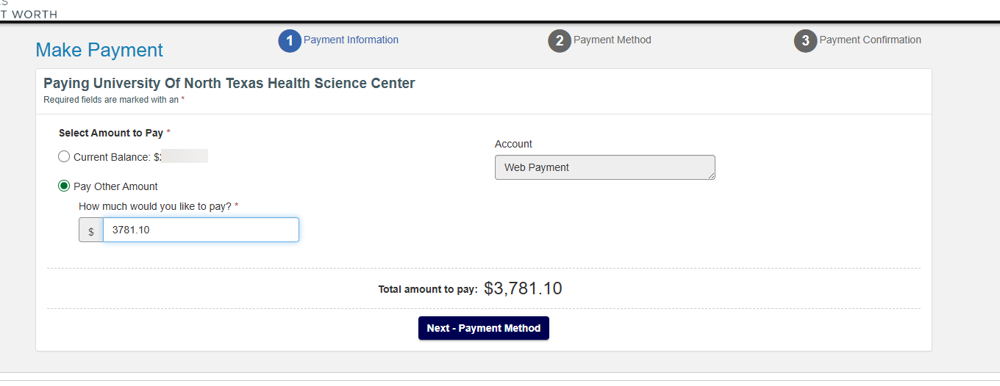 T WORTH
Make Payment
1 Payment Information
2 Payment Method
3 Payment Confirmation
Paying University Of North Texas Health Science Center
Required fields are marked with an *
Select Amount to Pay *
Current Balance: $
Account
Web Payment
Pay Other Amount
How much would you like to pay? *
$ 3781.10
Total amount to pay: $3,781.10
Next - Payment Method